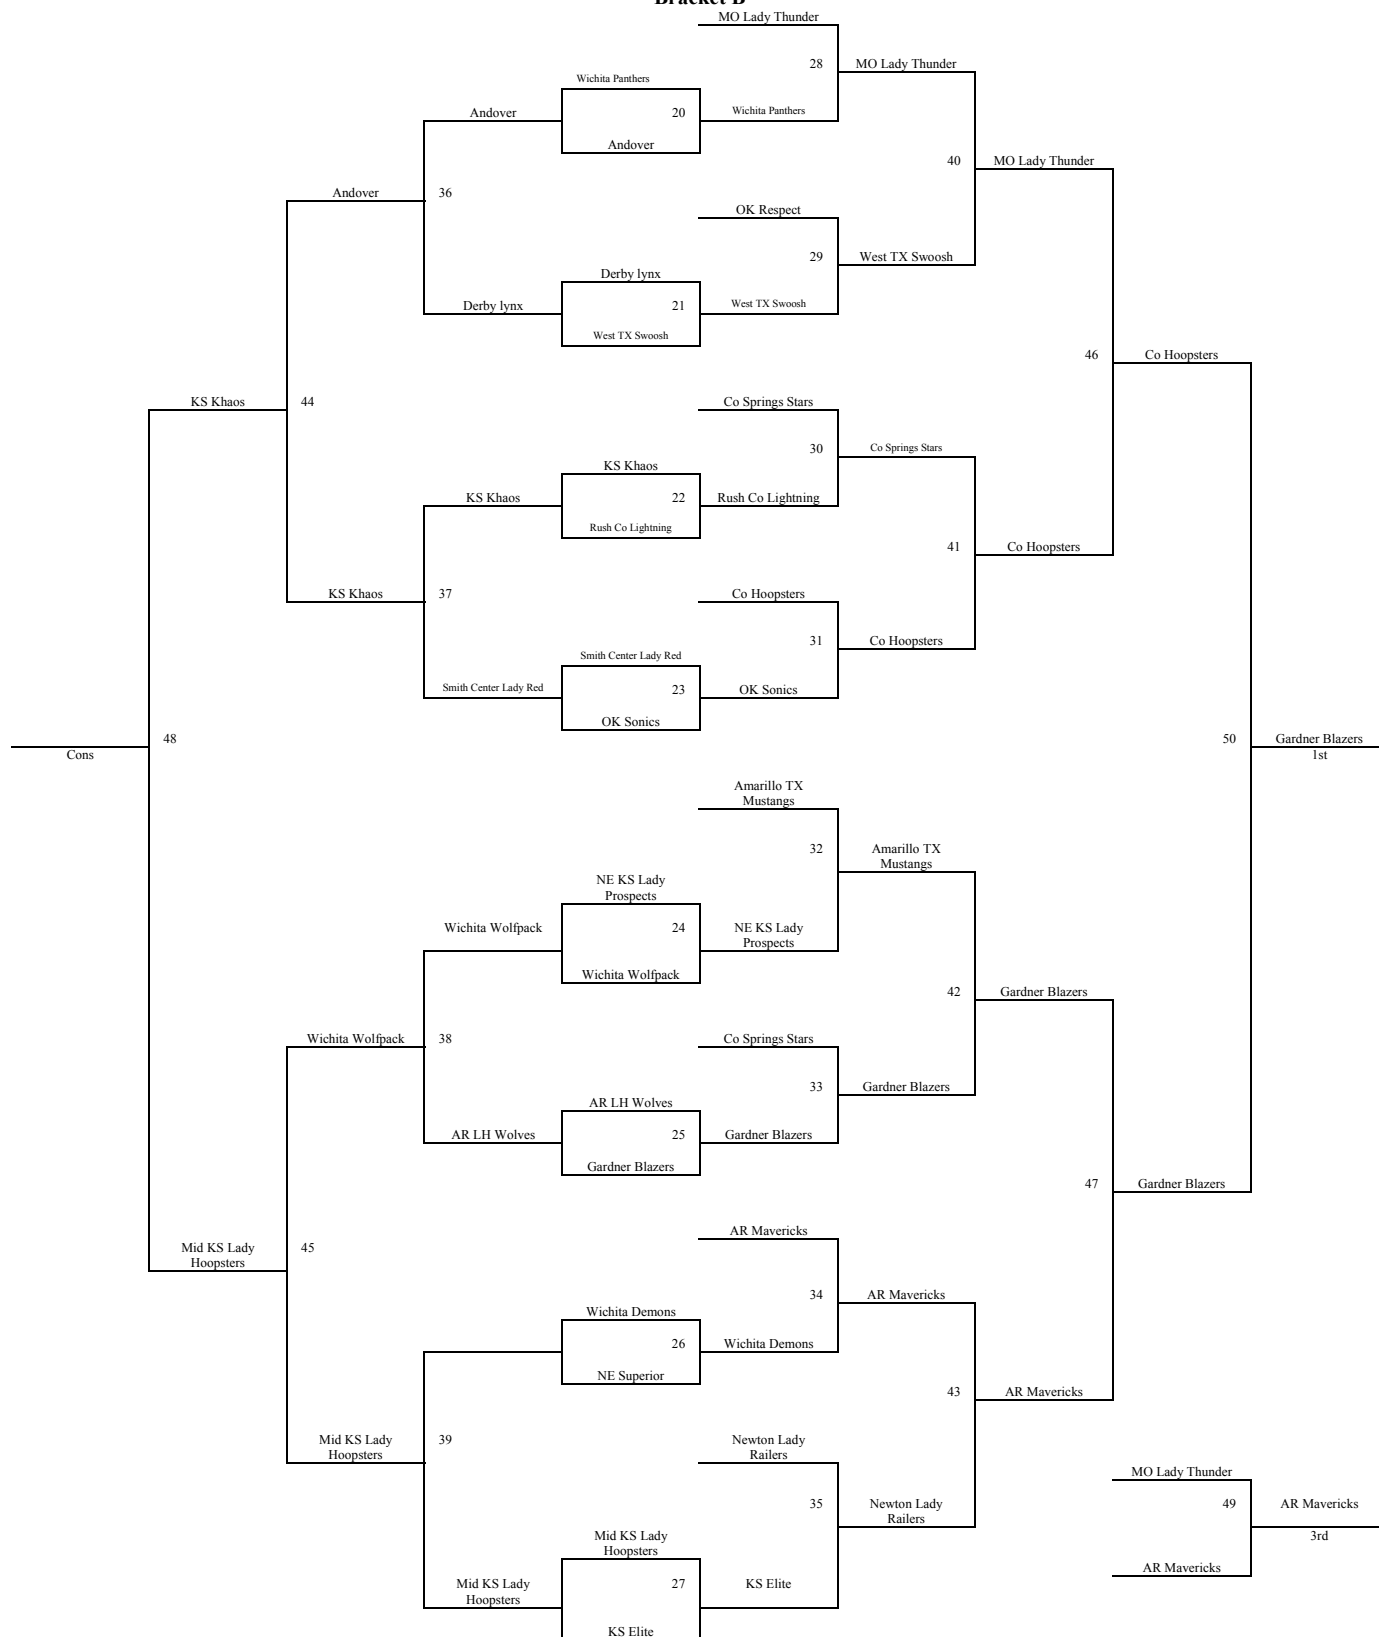 Bracket B
MO Lady Thunder
28
MO Lady Thunder
Wichita Panthers
Andover
20
Wichita Panthers
Andover
40
MO Lady Thunder
Andover
36
OK Respect
29
West TX Swoosh
Derby lynx
Derby lynx
21
West TX Swoosh
West TX Swoosh
46
Co Hoopsters
KS Khaos
44
Co Springs Stars
30
Co Springs Stars
KS Khaos
KS Khaos
22
Rush Co Lightning
Rush Co Lightning
41
Co Hoopsters
KS Khaos
37
Co Hoopsters
31
Co Hoopsters
Smith Center Lady Red
Smith Center Lady Red
23
OK Sonics
OK Sonics
48
Cons
50
Gardner Blazers
1st
Amarillo TX
Mustangs
32
Amarillo TX
Mustangs
NE KS Lady
Prospects
Wichita Wolfpack
24
NE KS Lady
Prospects
Wichita Wolfpack
42
Gardner Blazers
Wichita Wolfpack
38
Co Springs Stars
33
Gardner Blazers
AR LH Wolves
AR LH Wolves
25
Gardner Blazers
Gardner Blazers
47
Gardner Blazers
Mid KS Lady
Hoopsters
45
AR Mavericks
34
AR Mavericks
Wichita Demons
26
Wichita Demons
NE Superior
43
AR Mavericks
Mid KS Lady
Hoopsters
39
Newton Lady
Railers
35
Newton Lady
Railers
Mid KS Lady
Hoopsters
Mid KS Lady
Hoopsters
27
KS Elite
KS Elite
MO Lady Thunder
49
AR Mavericks
3rd
AR Mavericks